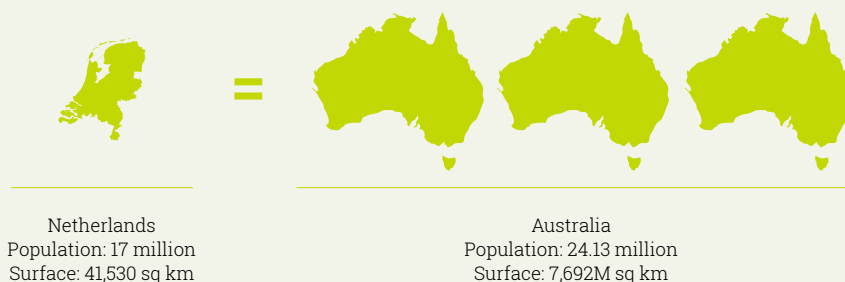 =
Netherlands
Population: 17 million
Surface: 41,530 sq km
Australia
Population: 24.13 million
Surface: 7,692M sq km